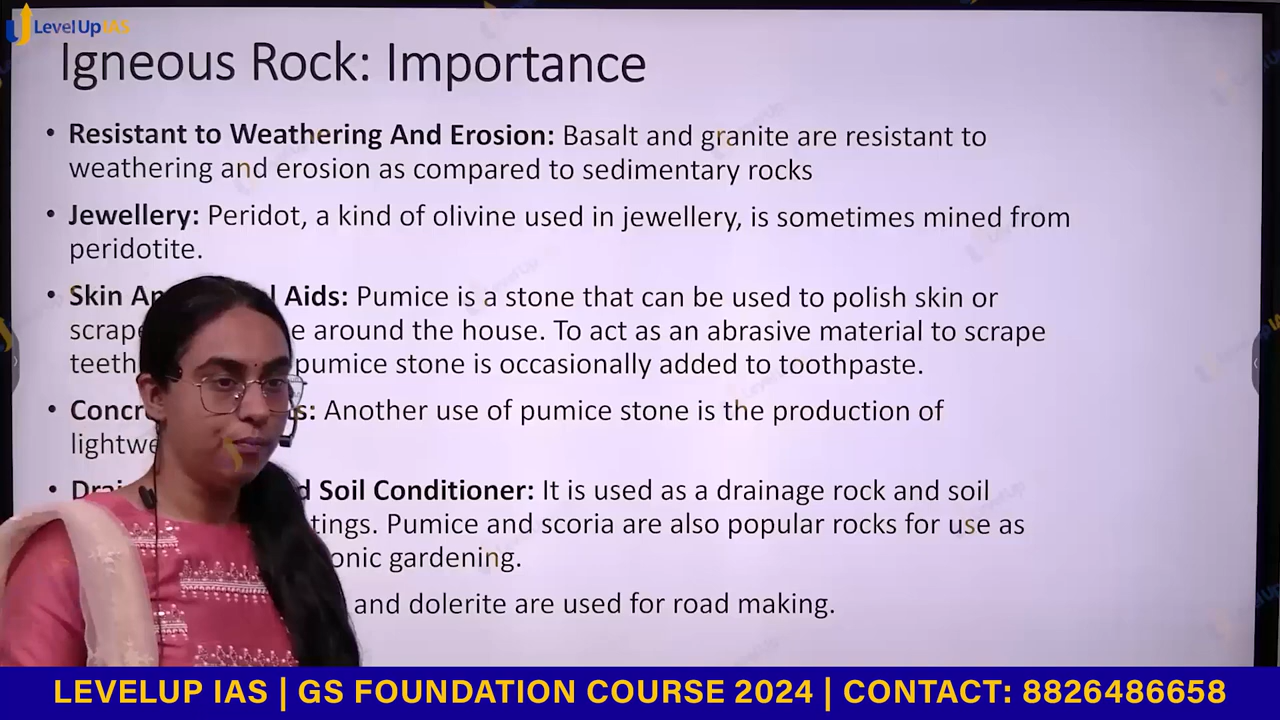 LevelUp IAS
Igneous Rock: Importance
• Resistant to Weathering And Erosion: Basalt and granite are resistant to
weathering and erosion as compared to sedimentary rocks
• Jewellery: Peridot, a kind of olivine used in jewellery, is sometimes mined from
peridotite.
• Skin Aids: Pumice is a stone that can be used to polish skin or
scrape around the house. To act as an abrasive material to scrape
teeth pumice stone is occasionally added to toothpaste.
• Another use of pumice stone is the production of
• d Soil Conditioner: It is used as a drainage rock and soil
tings. Pumice and scoria are also popular rocks for use as
onic gardening.
and dolerite are used for road making.
LEVELUP IAS | GS FOUNDATION COURSE 2024 | CONTACT: 8826486658